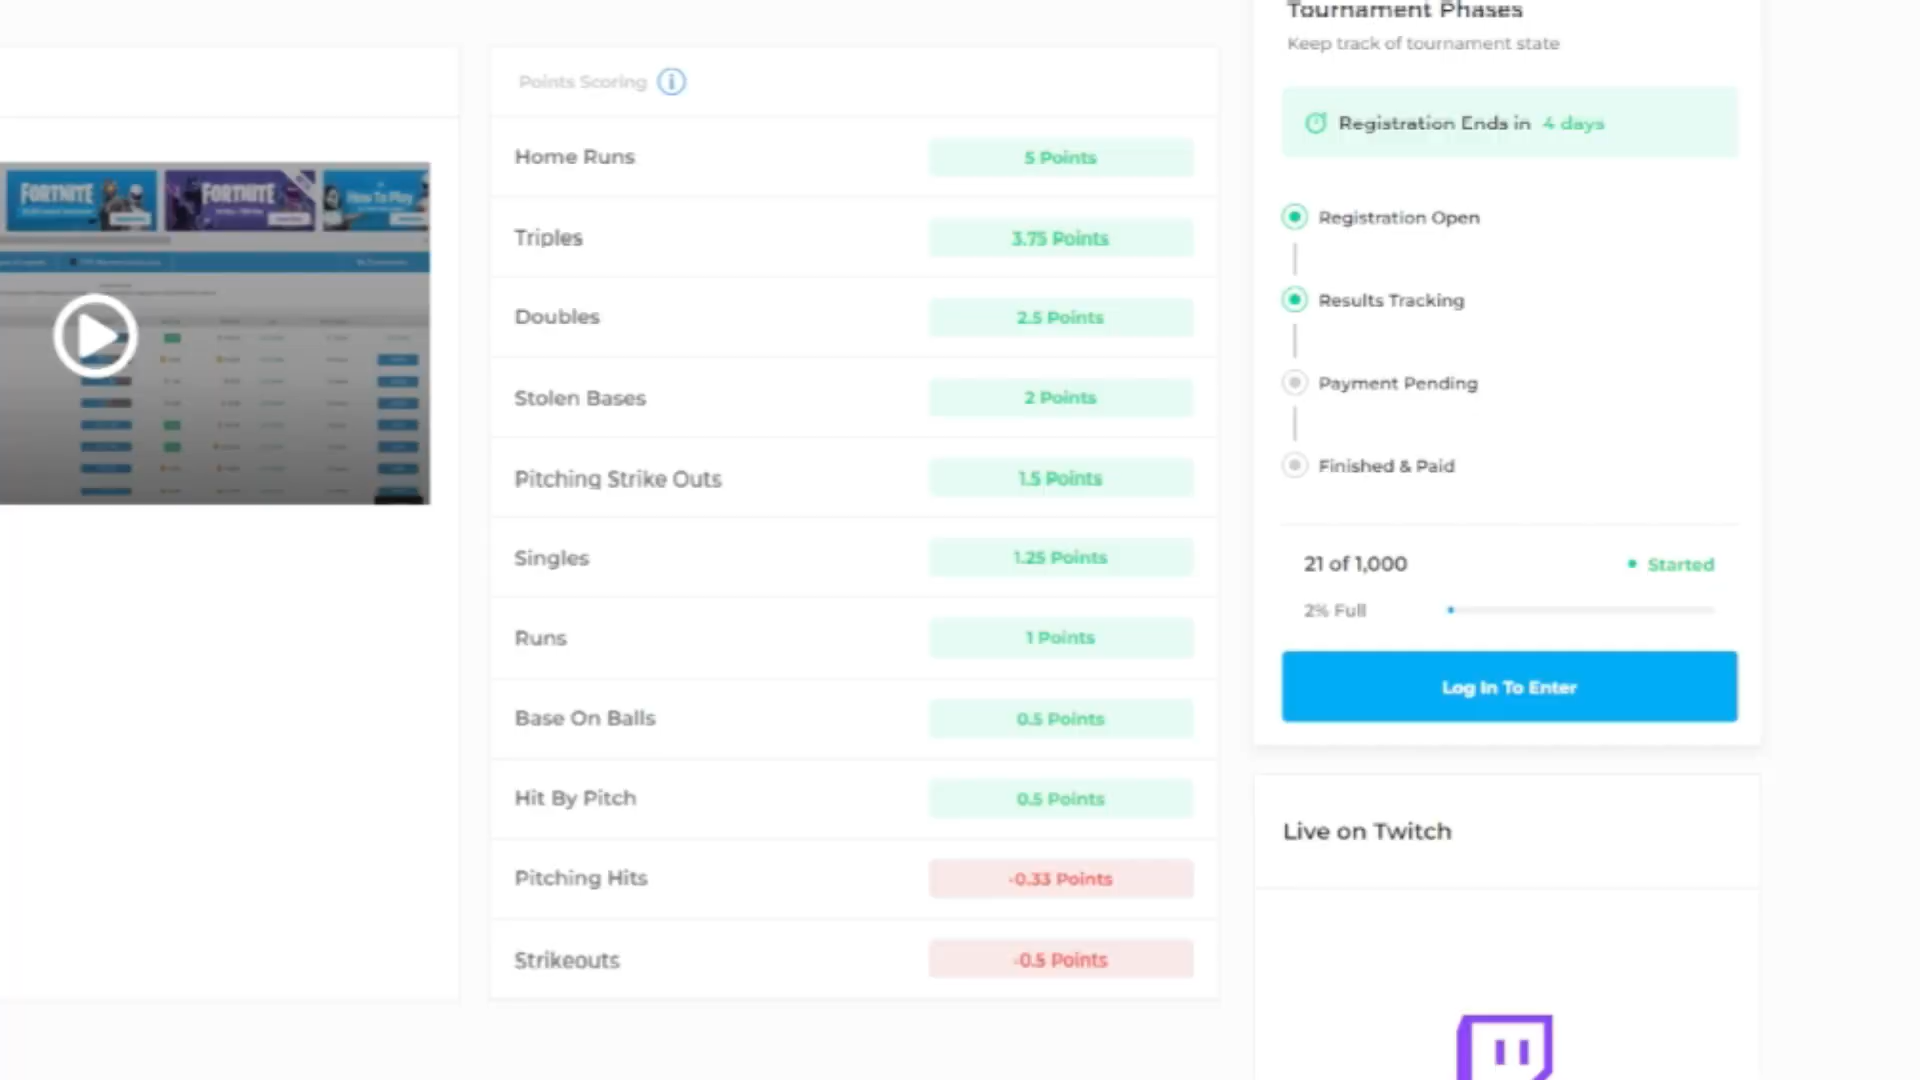 FORTNITE
FORTNITE
How To Play
Points Scoring
Home Runs
5 Points
Triples
3.75 Points
Doubles
2.5 Points
Stolen Bases
2 Points
Pitching Strike Outs
1.5 Points
Singles
1.25 Points
Runs
1 Points
Base On Balls
0.5 Points
Hit By Pitch
0.5 Points
Pitching Hits
-0.33 Points
Strikeouts
-0.5 Points
Tournament Phases
Keep track of tournament state
Registration Ends in 4 days
Registration Open
Results Tracking
Payment Pending
Finished & Paid
21 of 1,000
Started
2% Full
Log In To Enter
Live on Twitch